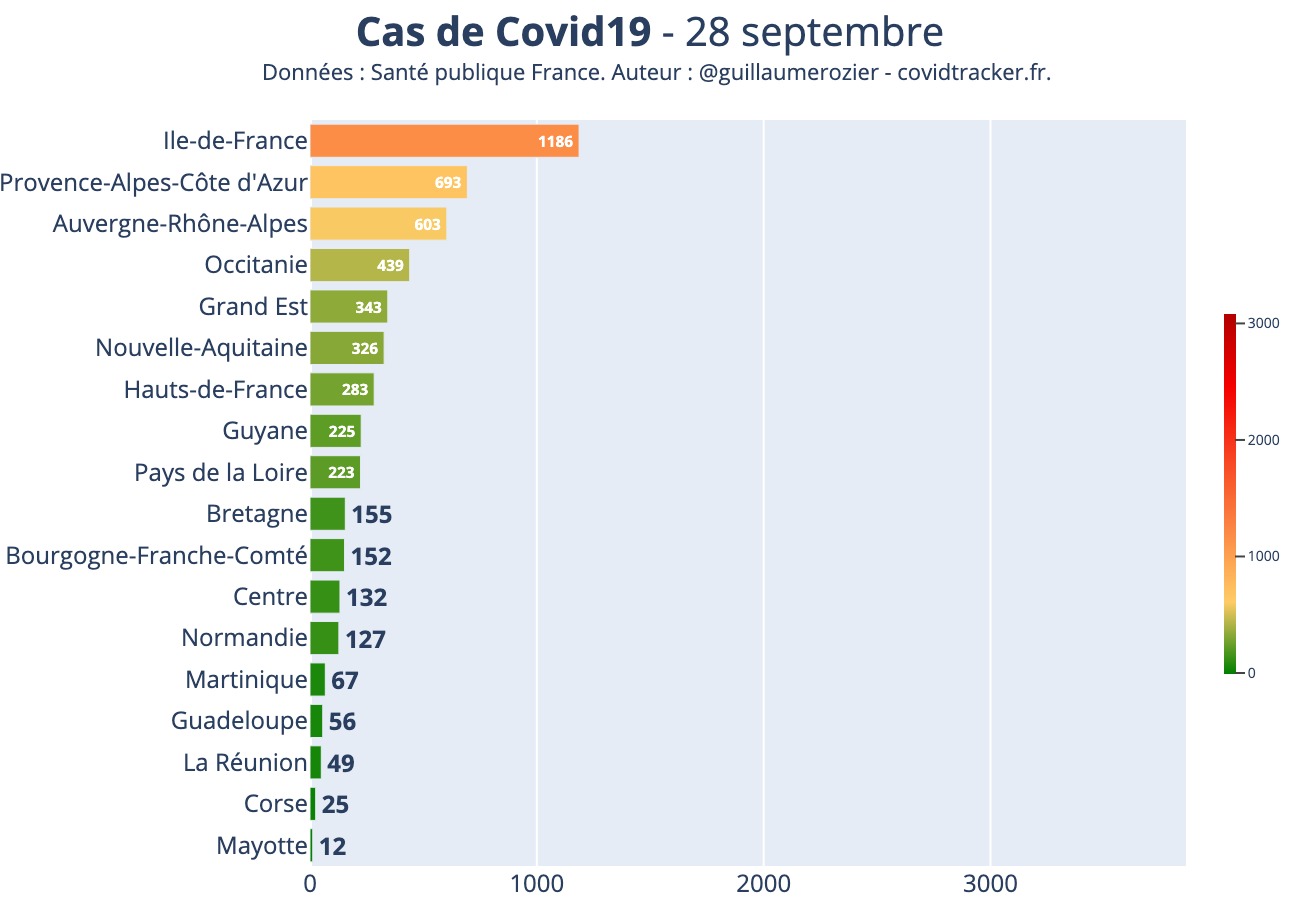 Cas de Covid19 - 28 septembre
Données : Santé publique France. Auteur : @guillaumerozier - covidtracker.fr.
Ile-de-France 1186
Provence-Alpes-Côte d'Azur 693
Auvergne-Rhône-Alpes 603
Occitanie 439
Grand Est 343
Nouvelle-Aquitaine 326
Hauts-de-France 283
Guyane 225
Pays de la Loire 223
Bretagne 155
Bourgogne-Franche-Comté 152
Centre 132
Normandie 127
Martinique 67
Guadeloupe 56
La Réunion 49
Corse 25
Mayotte 12
0 1000 2000 3000
3000
2000
1000
0